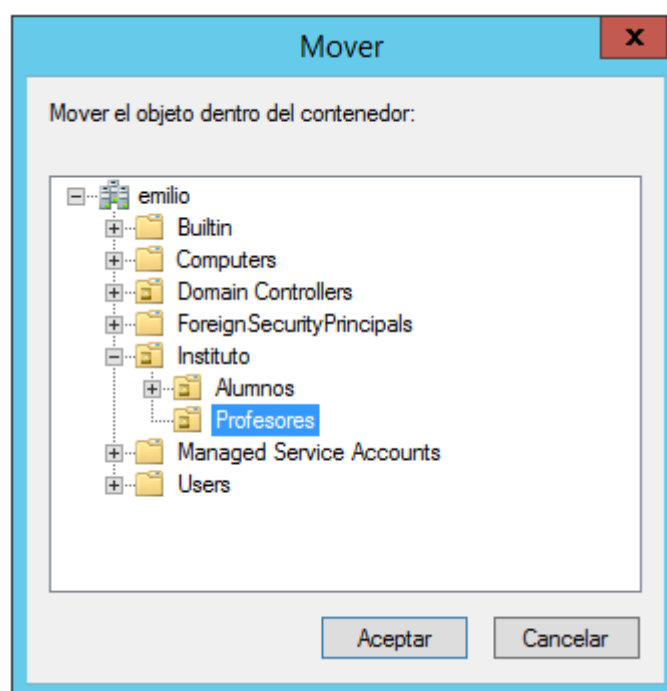 Mover
x
Mover el objeto dentro del contenedor:
emilio
Builtin
Computers
Domain Controllers
ForeignSecurityPrincipals
Instituto
Alumnos
Profesores
Managed Service Accounts
Users
Aceptar
Cancelar